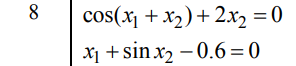 8 cos(x₁ + x₂) + 2x₂ = 0
x₁ + sin x₂ − 0.6 = 0